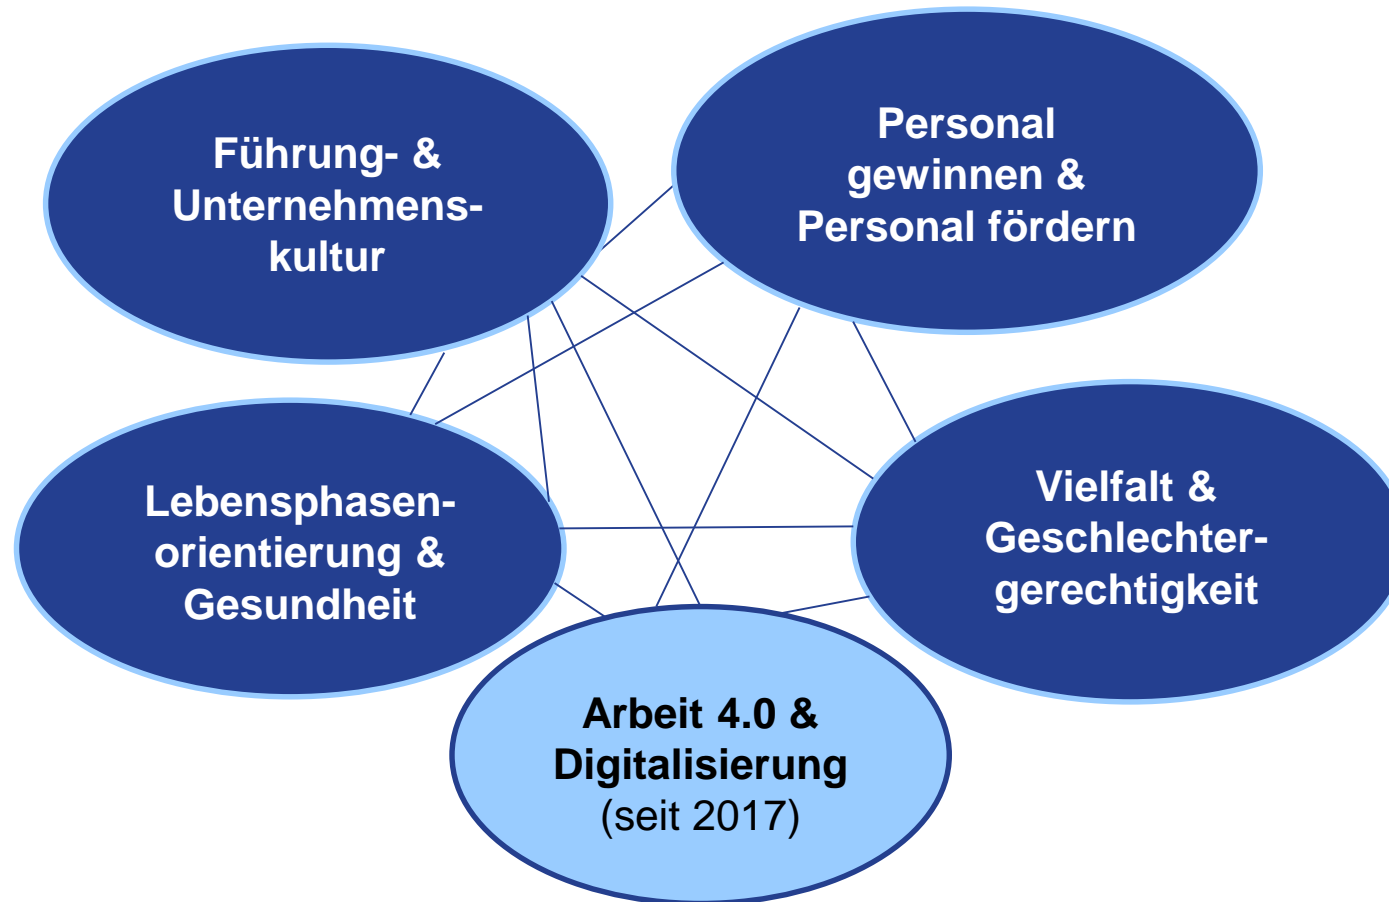 Führung- &
Unternehmens-
kultur
Personal
gewinnen &
Personal fördern
Lebensphasen-
orientierung &
Gesundheit
Vielfalt &
Geschlechter-
gerechtigkeit
Arbeit 4.0 &
Digitalisierung
(seit 2017)